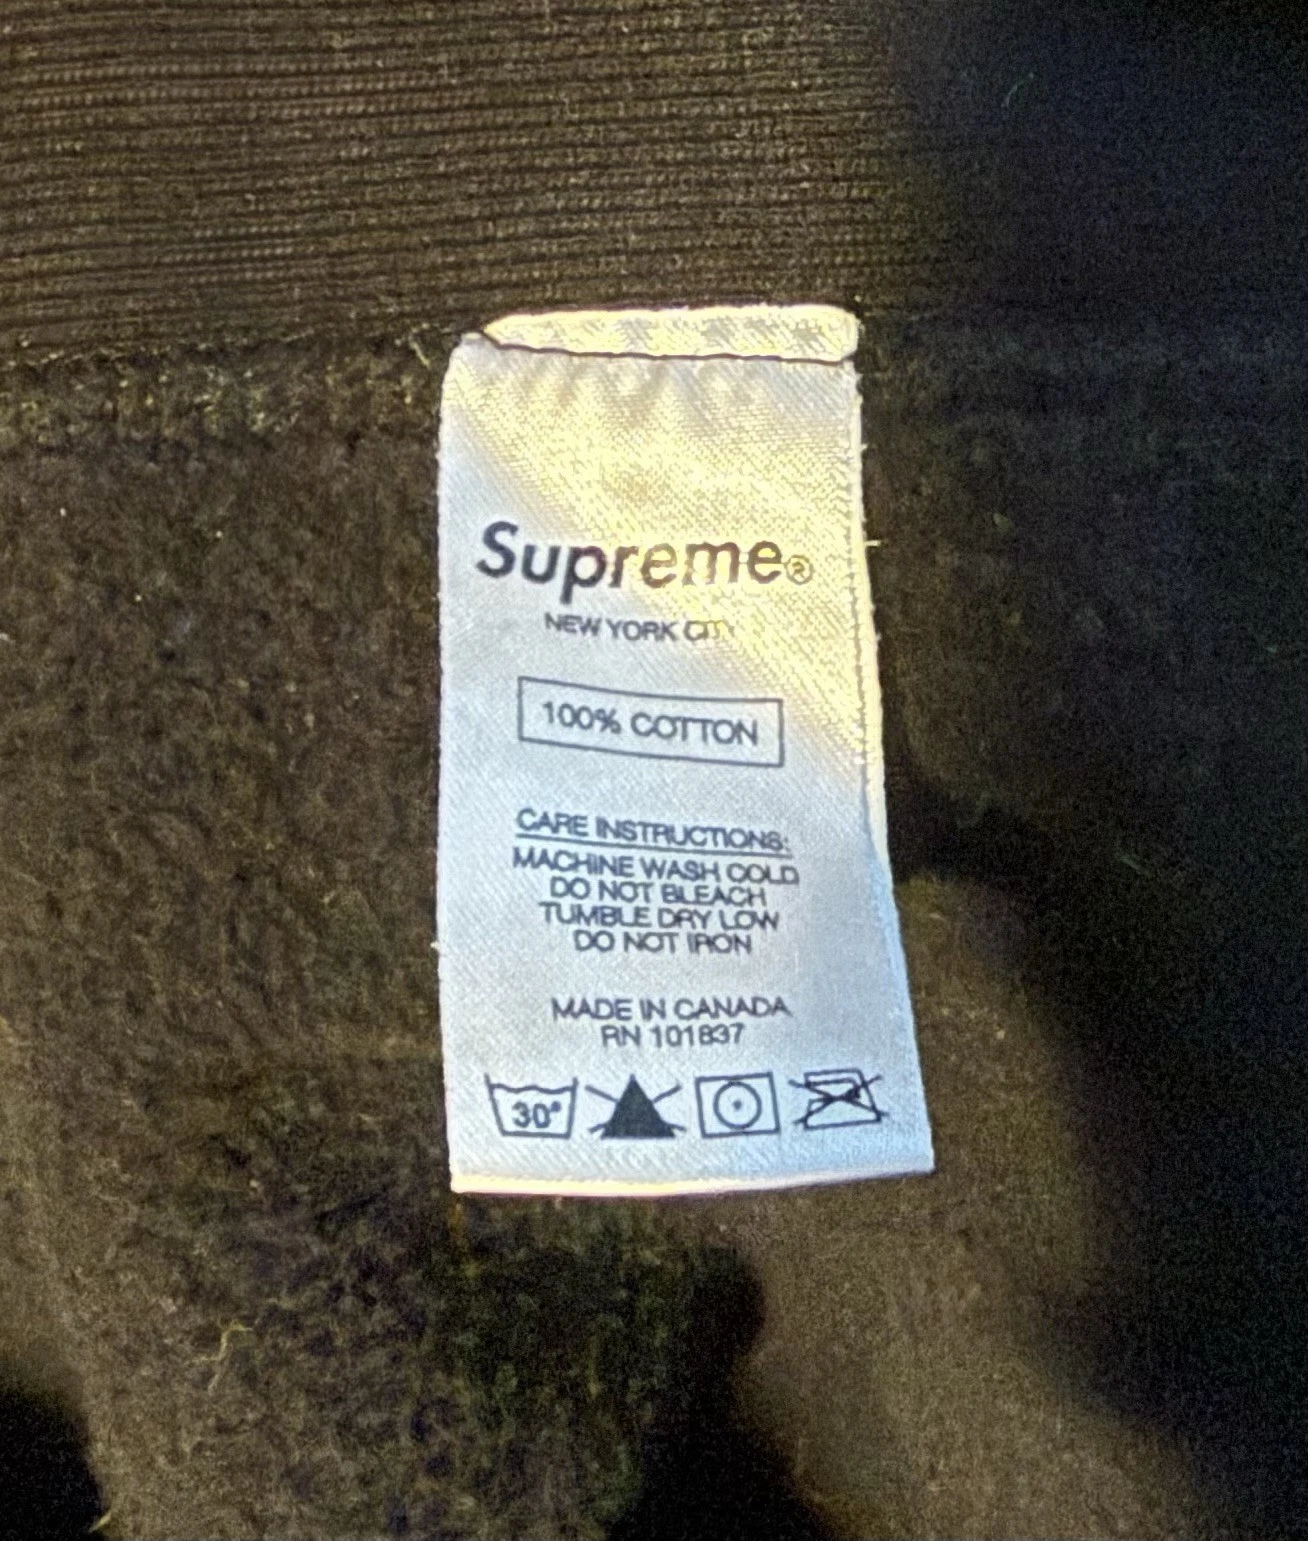 Supreme®
NEW YORK CITY
100% COTTON
CARE INSTRUCTIONS:
MACHINE WASH COLD
DO NOT BLEACH
TUMBLE DRY LOW
DO NOT IRON
MADE IN CANADA
RN 101837
30°